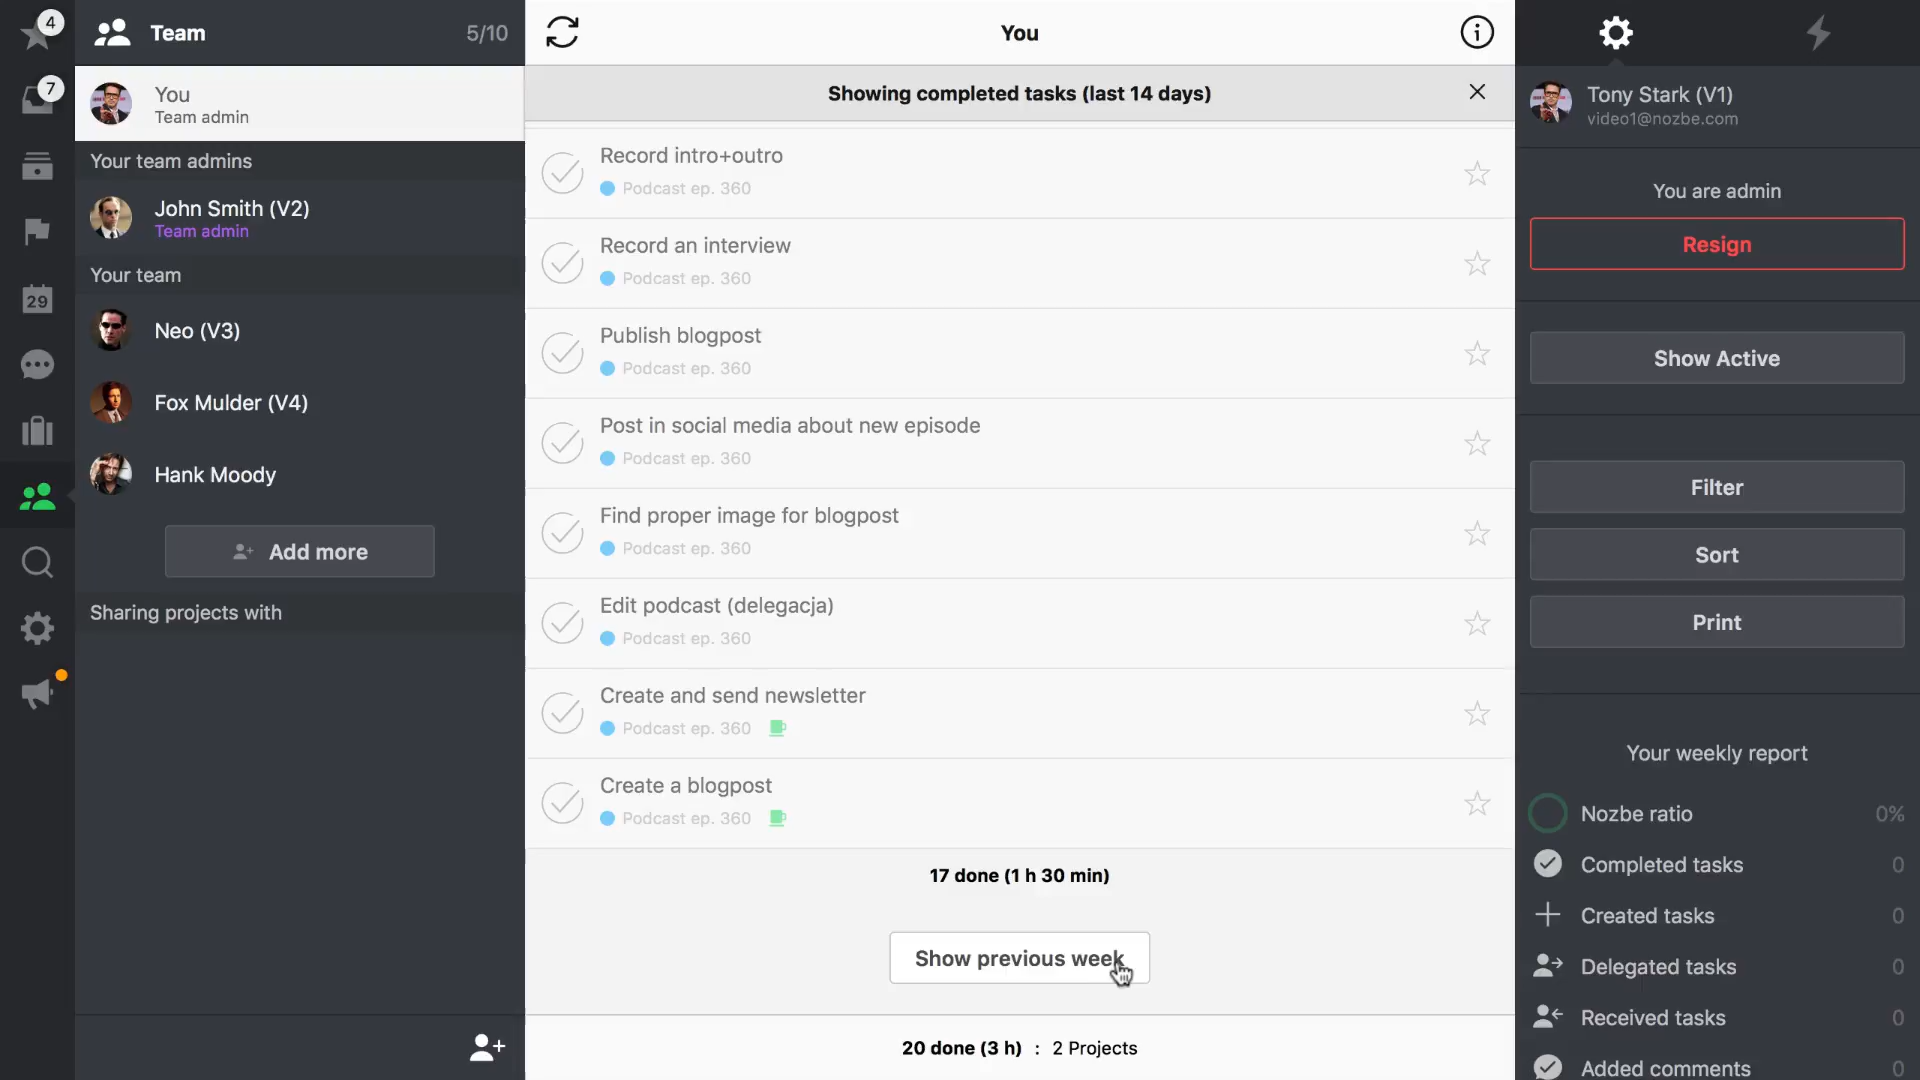 4
7
29
Team
5/10
You
Team admin
Your team admins
John Smith (V2)
Team admin
Your team
Neo (V3)
Fox Mulder (V4)
Hank Moody
Add more
Sharing projects with
You
Showing completed tasks (last 14 days)
Record intro+outro
Podcast ep. 360
Record an interview
Podcast ep. 360
Publish blogpost
Podcast ep. 360
Post in social media about new episode
Podcast ep. 360
Find proper image for blogpost
Podcast ep. 360
Edit podcast (delegacja)
Podcast ep. 360
Create and send newsletter
Podcast ep. 360
Create a blogpost
Podcast ep. 360
17 done (1 h 30 min)
Show previous week
20 done (3 h) : 2 Projects
Tony Stark (V1)
video1@nozbe.com
You are admin
Resign
Show Active
Filter
Sort
Print
Your weekly report
Nozbe ratio 0%
Completed tasks 0
Created tasks 0
Delegated tasks 0
Received tasks 0
Added comments 0